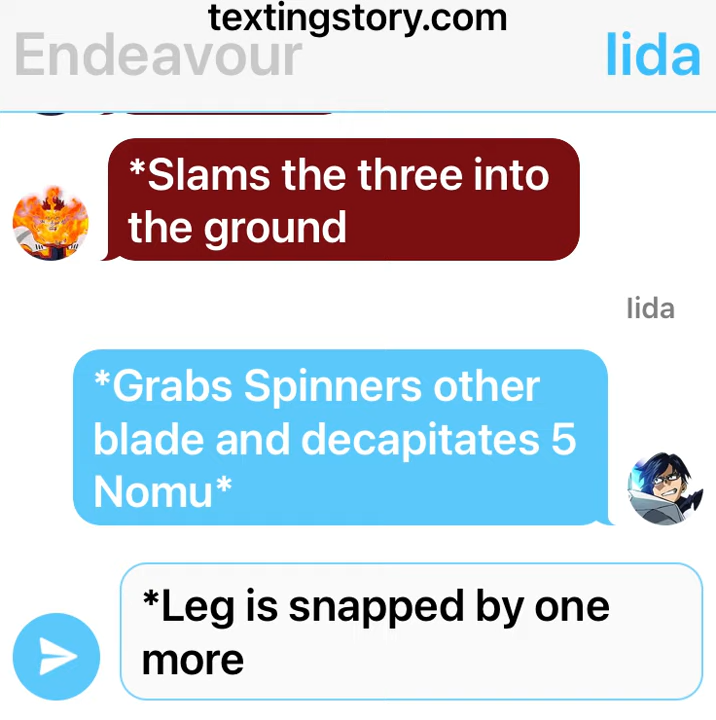 textingstory.com
Endeavour
Iida
*Slams the three into
the ground
Iida
*Grabs Spinners other
blade and decapitates 5
Nomu*
*Leg is snapped by one
more